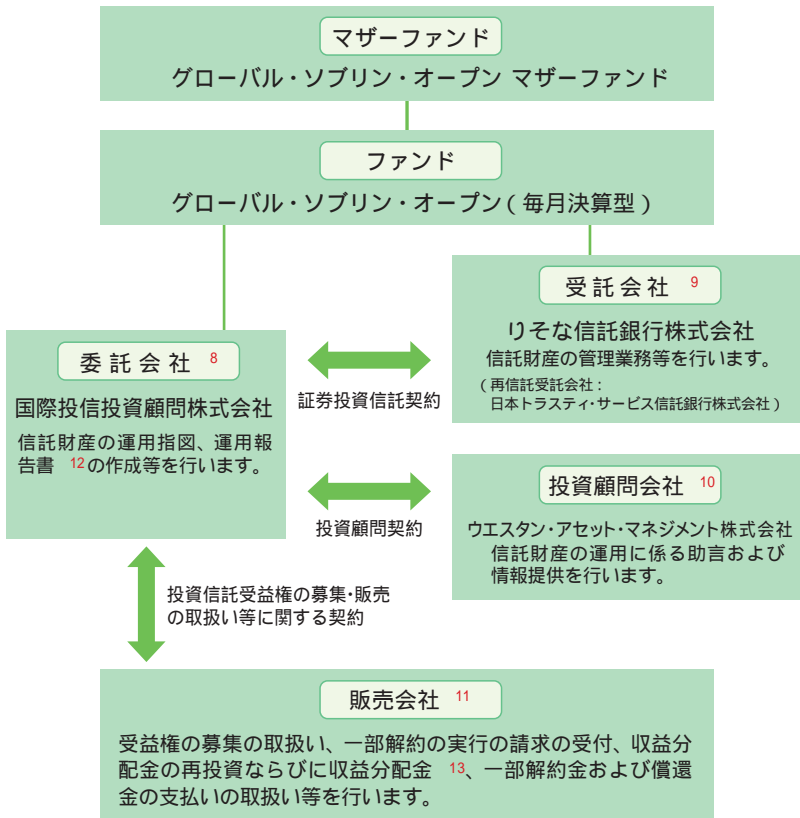 マザーファンド
グローバル・ソブリン・オープン マザーファンド
ファンド
グローバル・ソブリン・オープン(毎月決算型)
受託会社 9
りそな信託銀行株式会社
信託財産の管理業務等を行います。
(再信託受託会社:
日本トラスティ・サービス信託銀行株式会社)
委託会社 8
国際投信投資顧問株式会社
信託財産の運用指図、運用報
告書 12の作成等を行います。
証券投資信託契約
投資顧問会社 10
ウエスタン・アセット・マネジメント株式会社
信託財産の運用に係る助言および
情報提供を行います。
投資顧問契約
投資信託受益権の募集・販売
の取扱い等に関する契約
販売会社 11
受益権の募集の取扱い、一部解約の実行の請求の受付、収益分
配金の再投資ならびに収益分配金 13、一部解約金および償還
金の支払いの取扱い等を行います。